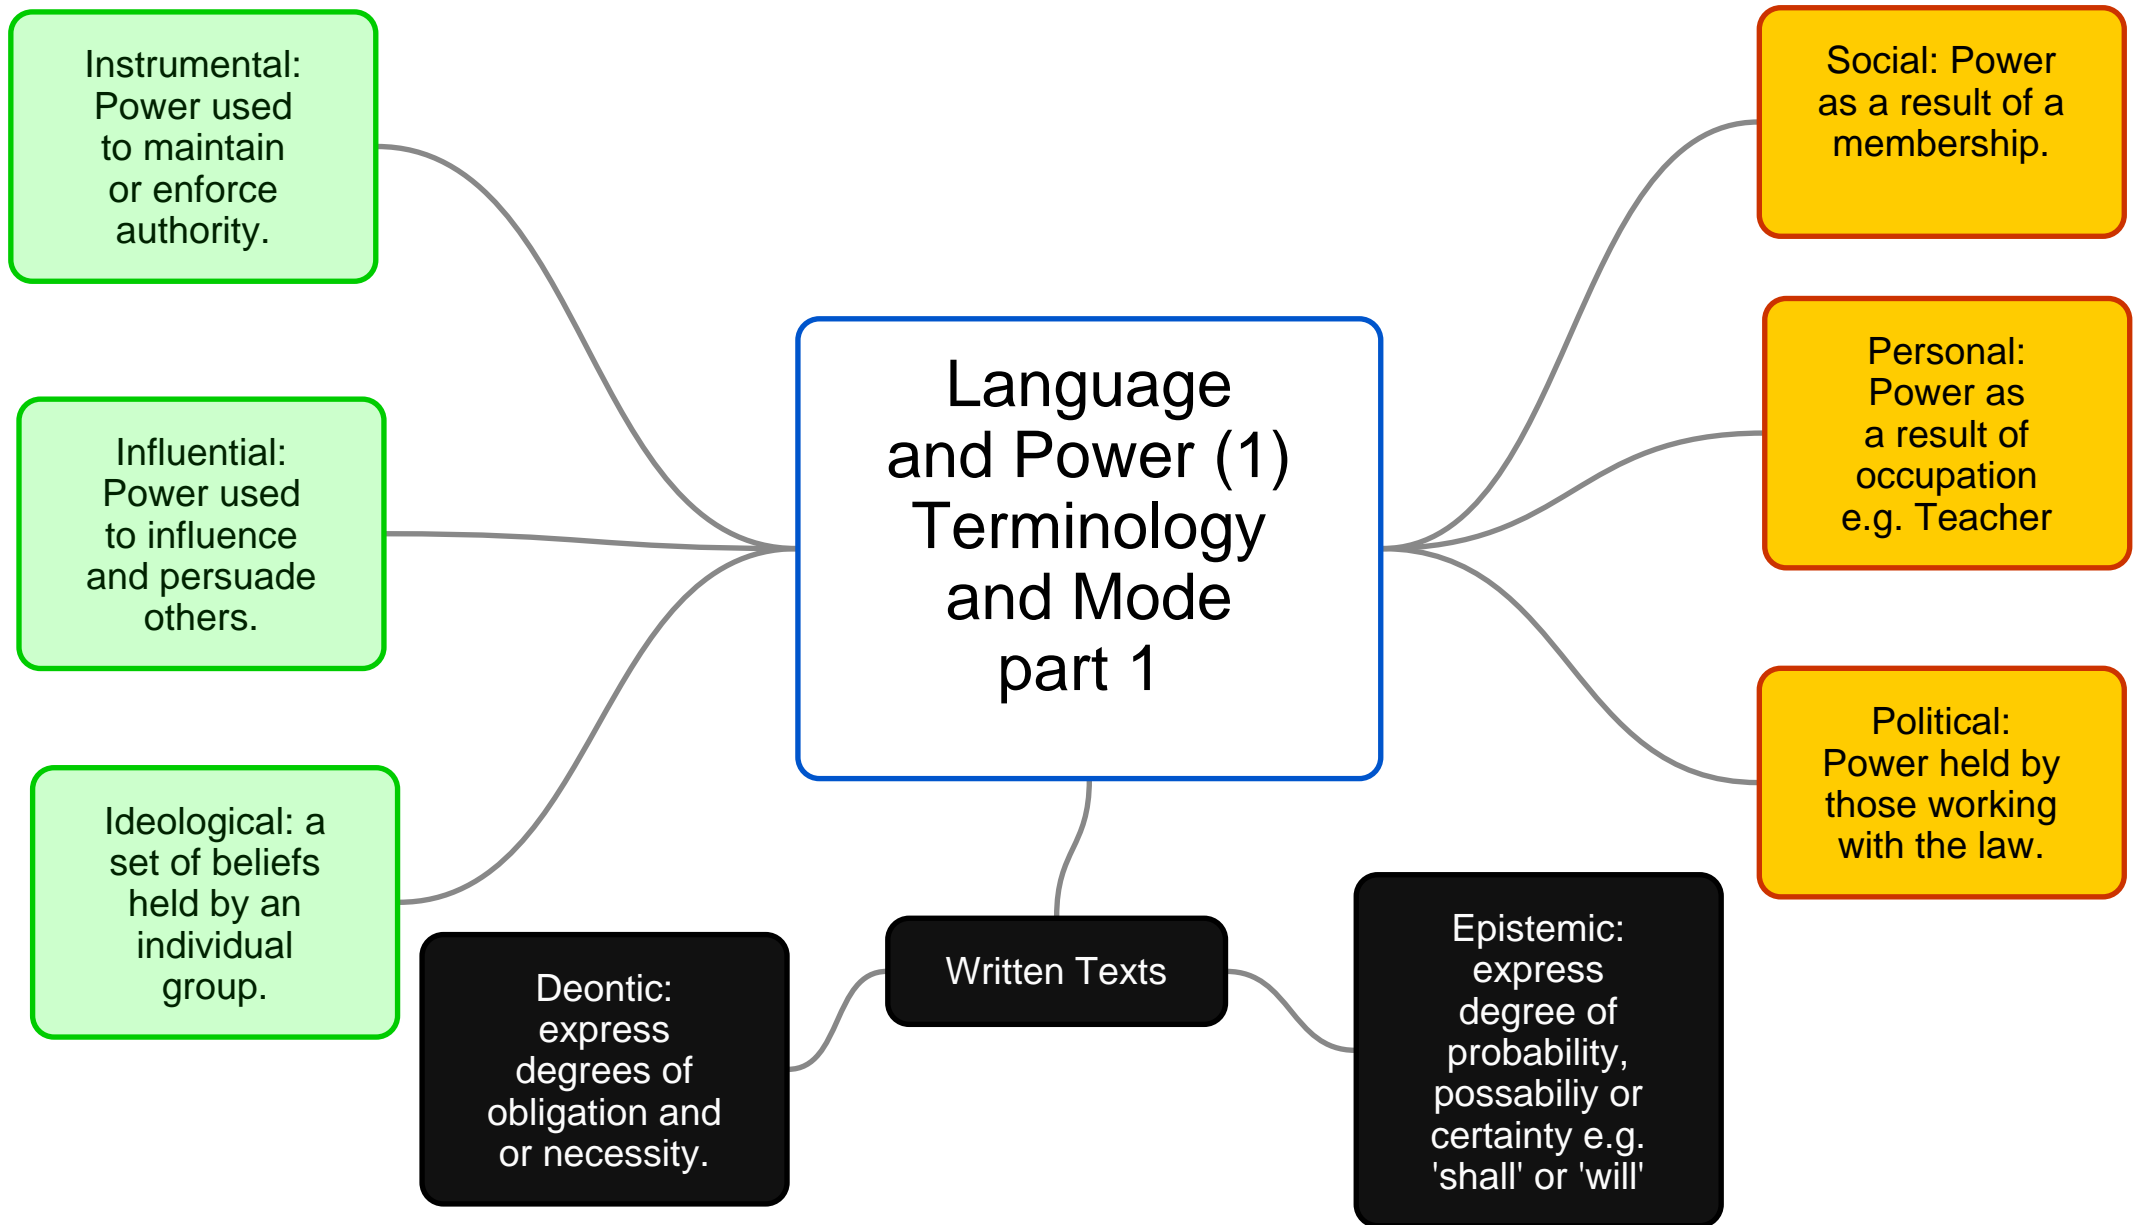 Instrumental:
Power used
to maintain
or enforce
authority.
Influential:
Power used
to influence
and persuade
others.
Ideological: a
set of beliefs
held by an
individual
group.
Language
and Power (1)
Terminology
and Mode
part 1
Social: Power
as a result of a
membership.
Personal:
Power as
a result of
occupation
e.g. Teacher
Political:
Power held by
those working
with the law.
Written Texts
Deontic:
express
degrees of
obligation and
or necessity.
Epistemic:
express
degree of
probability,
possabiliy or
certainty e.g.
'shall' or 'will'